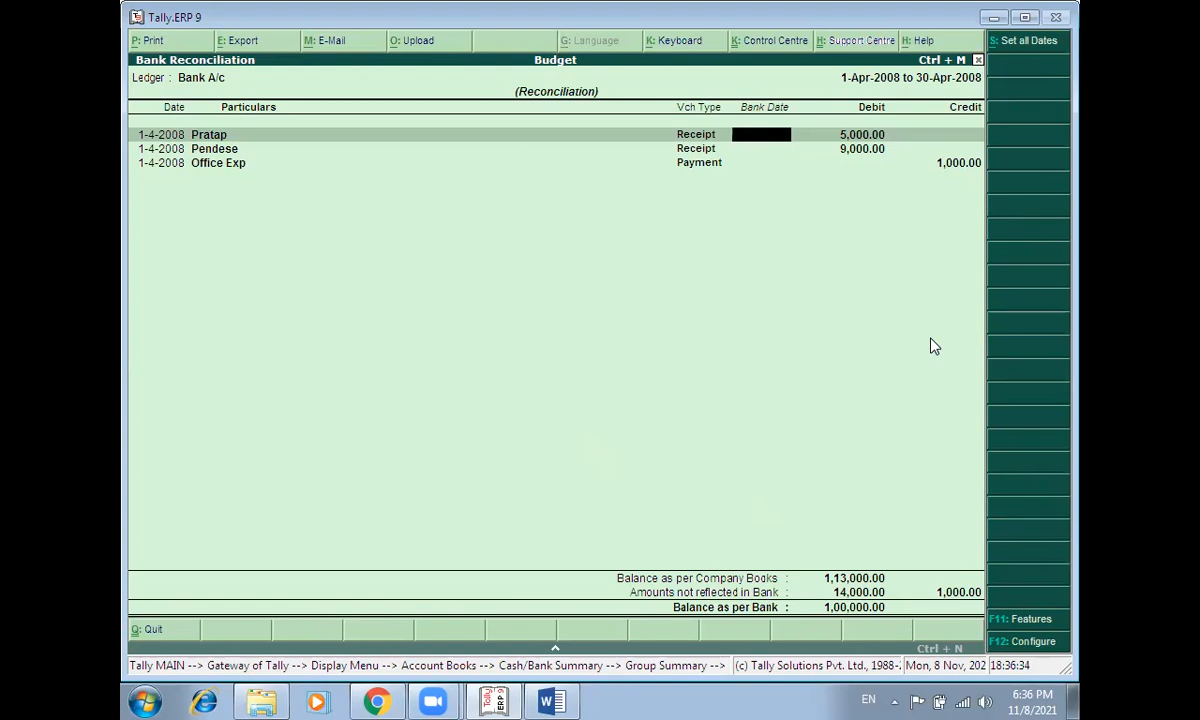 Tally.ERP 9
P: Print E: Export M: E-Mail O: Upload G: Language K: Keyboard K: Control Centre H: Support Centre H: Help S: Set all Dates
Bank Reconciliation Budget Ctrl + M
Ledger : Bank A/c 1-Apr-2008 to 30-Apr-2008
(Reconciliation)
Date Particulars Vch Type Bank Date Debit Credit
1-4-2008 Pratap Receipt 5,000.00
1-4-2008 Pendese Receipt 9,000.00
1-4-2008 Office Exp Payment 1,000.00
Balance as per Company Books : 1,13,000.00
Amounts not reflected in Bank : 14,000.00 1,000.00
Balance as per Bank : 1,00,000.00
F11: Features
Q: Quit
F12: Configure
Ctrl + N
Tally MAIN --> Gateway of Tally --> Display Menu --> Account Books --> Cash/Bank Summary --> Group Summary --> (c) Tally Solutions Pvt. Ltd., 1988-2 Mon, 8 Nov, 202 18:36:34
Tally ERP 9
EN 6:36 PM
11/8/2021